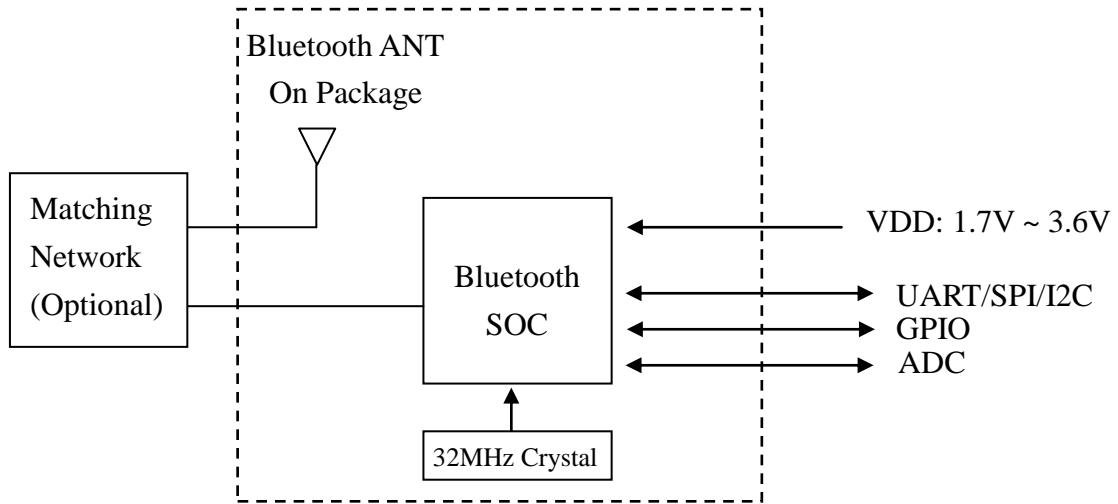 Bluetooth ANT
On Package
Matching
Network
(Optional)
Bluetooth
SOC
32MHz Crystal
VDD: 1.7V ~ 3.6V
UART/SPI/I2C
GPIO
ADC